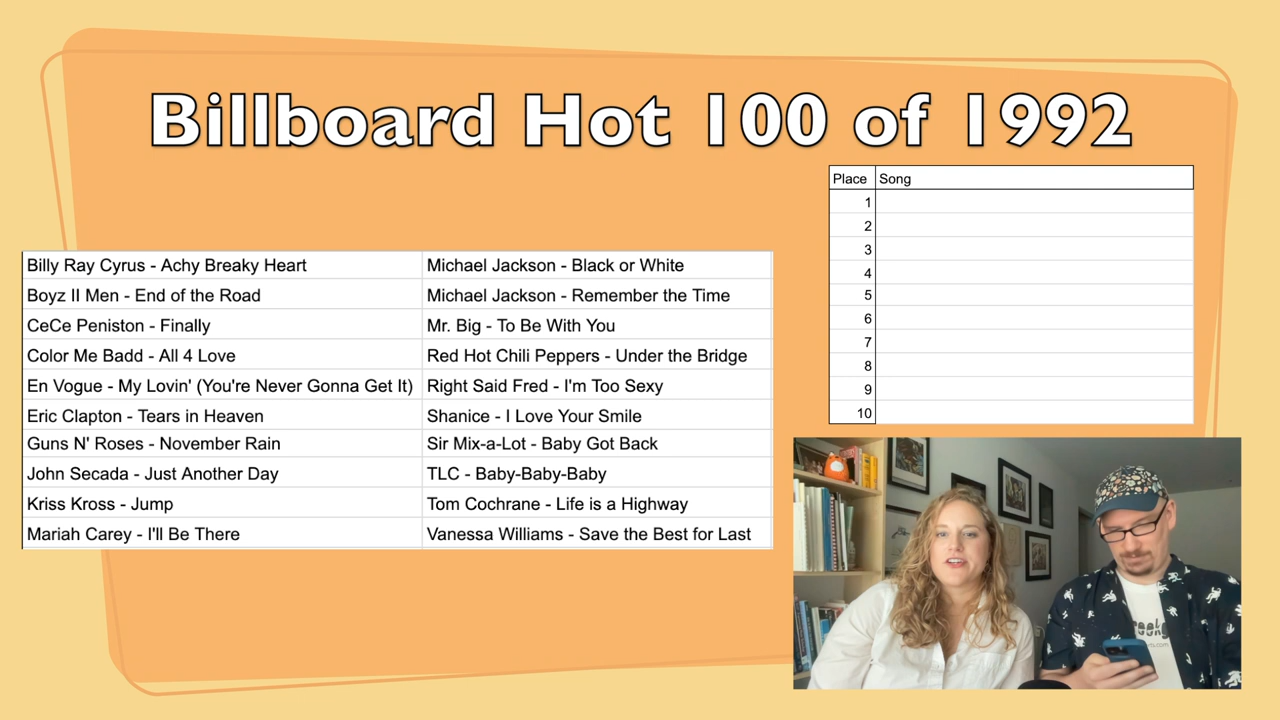 Billboard Hot 100 of 1992
Place Song
1
2
3
4
5
6
7
8
9
10
Billy Ray Cyrus - Achy Breaky Heart
Michael Jackson - Black or White
Boyz II Men - End of the Road
Michael Jackson - Remember the Time
CeCe Peniston - Finally
Mr. Big - To Be With You
Color Me Badd - All 4 Love
Red Hot Chili Peppers - Under the Bridge
En Vogue - My Lovin' (You're Never Gonna Get It)
Right Said Fred - I'm Too Sexy
Eric Clapton - Tears in Heaven
Shanice - I Love Your Smile
Guns N' Roses - November Rain
Sir Mix-a-Lot - Baby Got Back
John Secada - Just Another Day
TLC - Baby-Baby-Baby
Kriss Kross - Jump
Tom Cochrane - Life is a Highway
Mariah Carey - I'll Be There
Vanessa Williams - Save the Best for Last